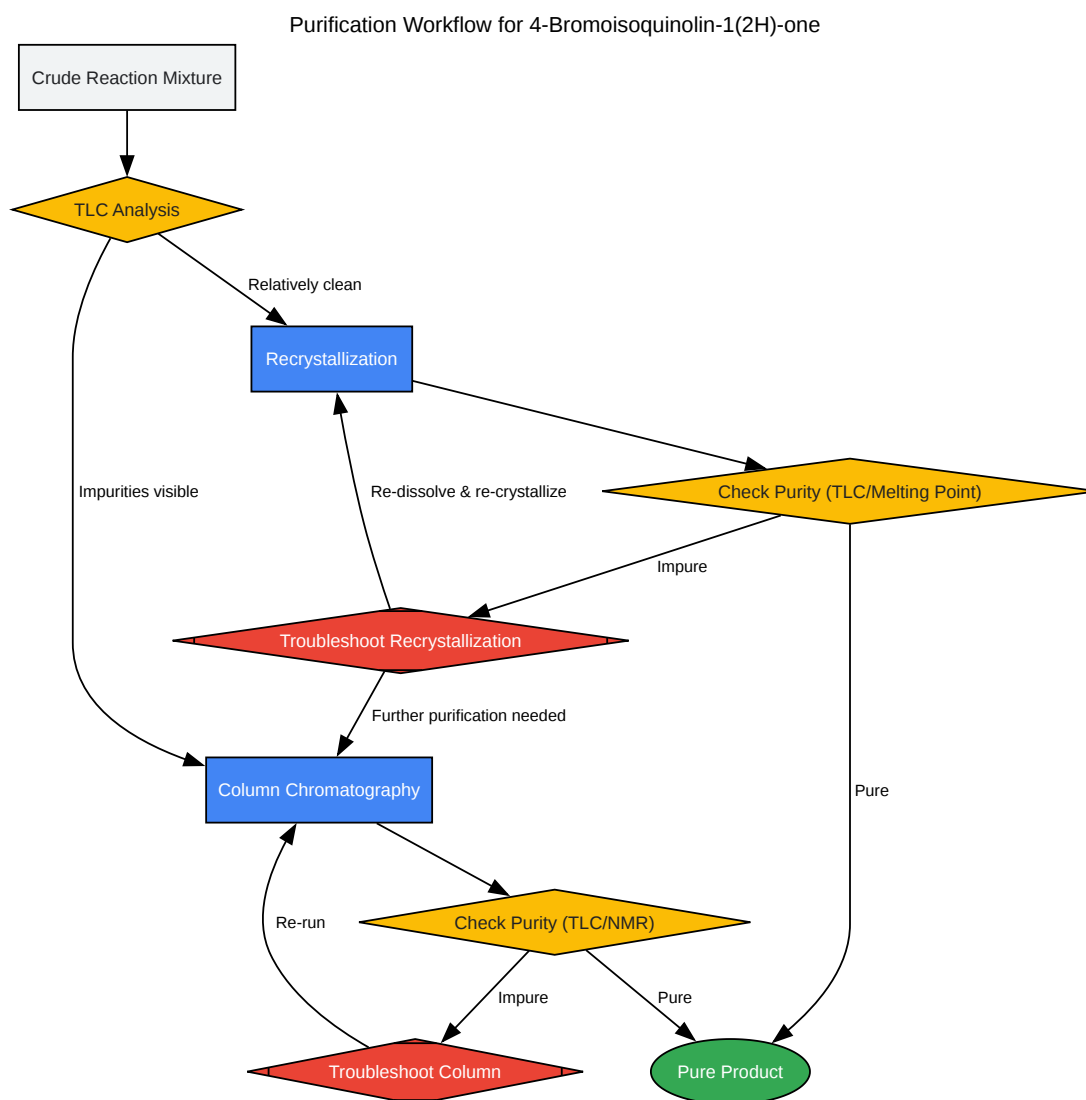 Purification Workflow for 4-Bromoisoquinolin-1(2H)-one
Crude Reaction Mixture
TLC Analysis
Relatively clean
Recrystallization
Impurities visible
Re-dissolve & re-crystallize
Check Purity (TLC/Melting Point)
Impure
Troubleshoot Recrystallization
Further purification needed
Column Chromatography
Pure
Re-run
Check Purity (TLC/NMR)
Impure
Pure
Troubleshoot Column
Pure Product